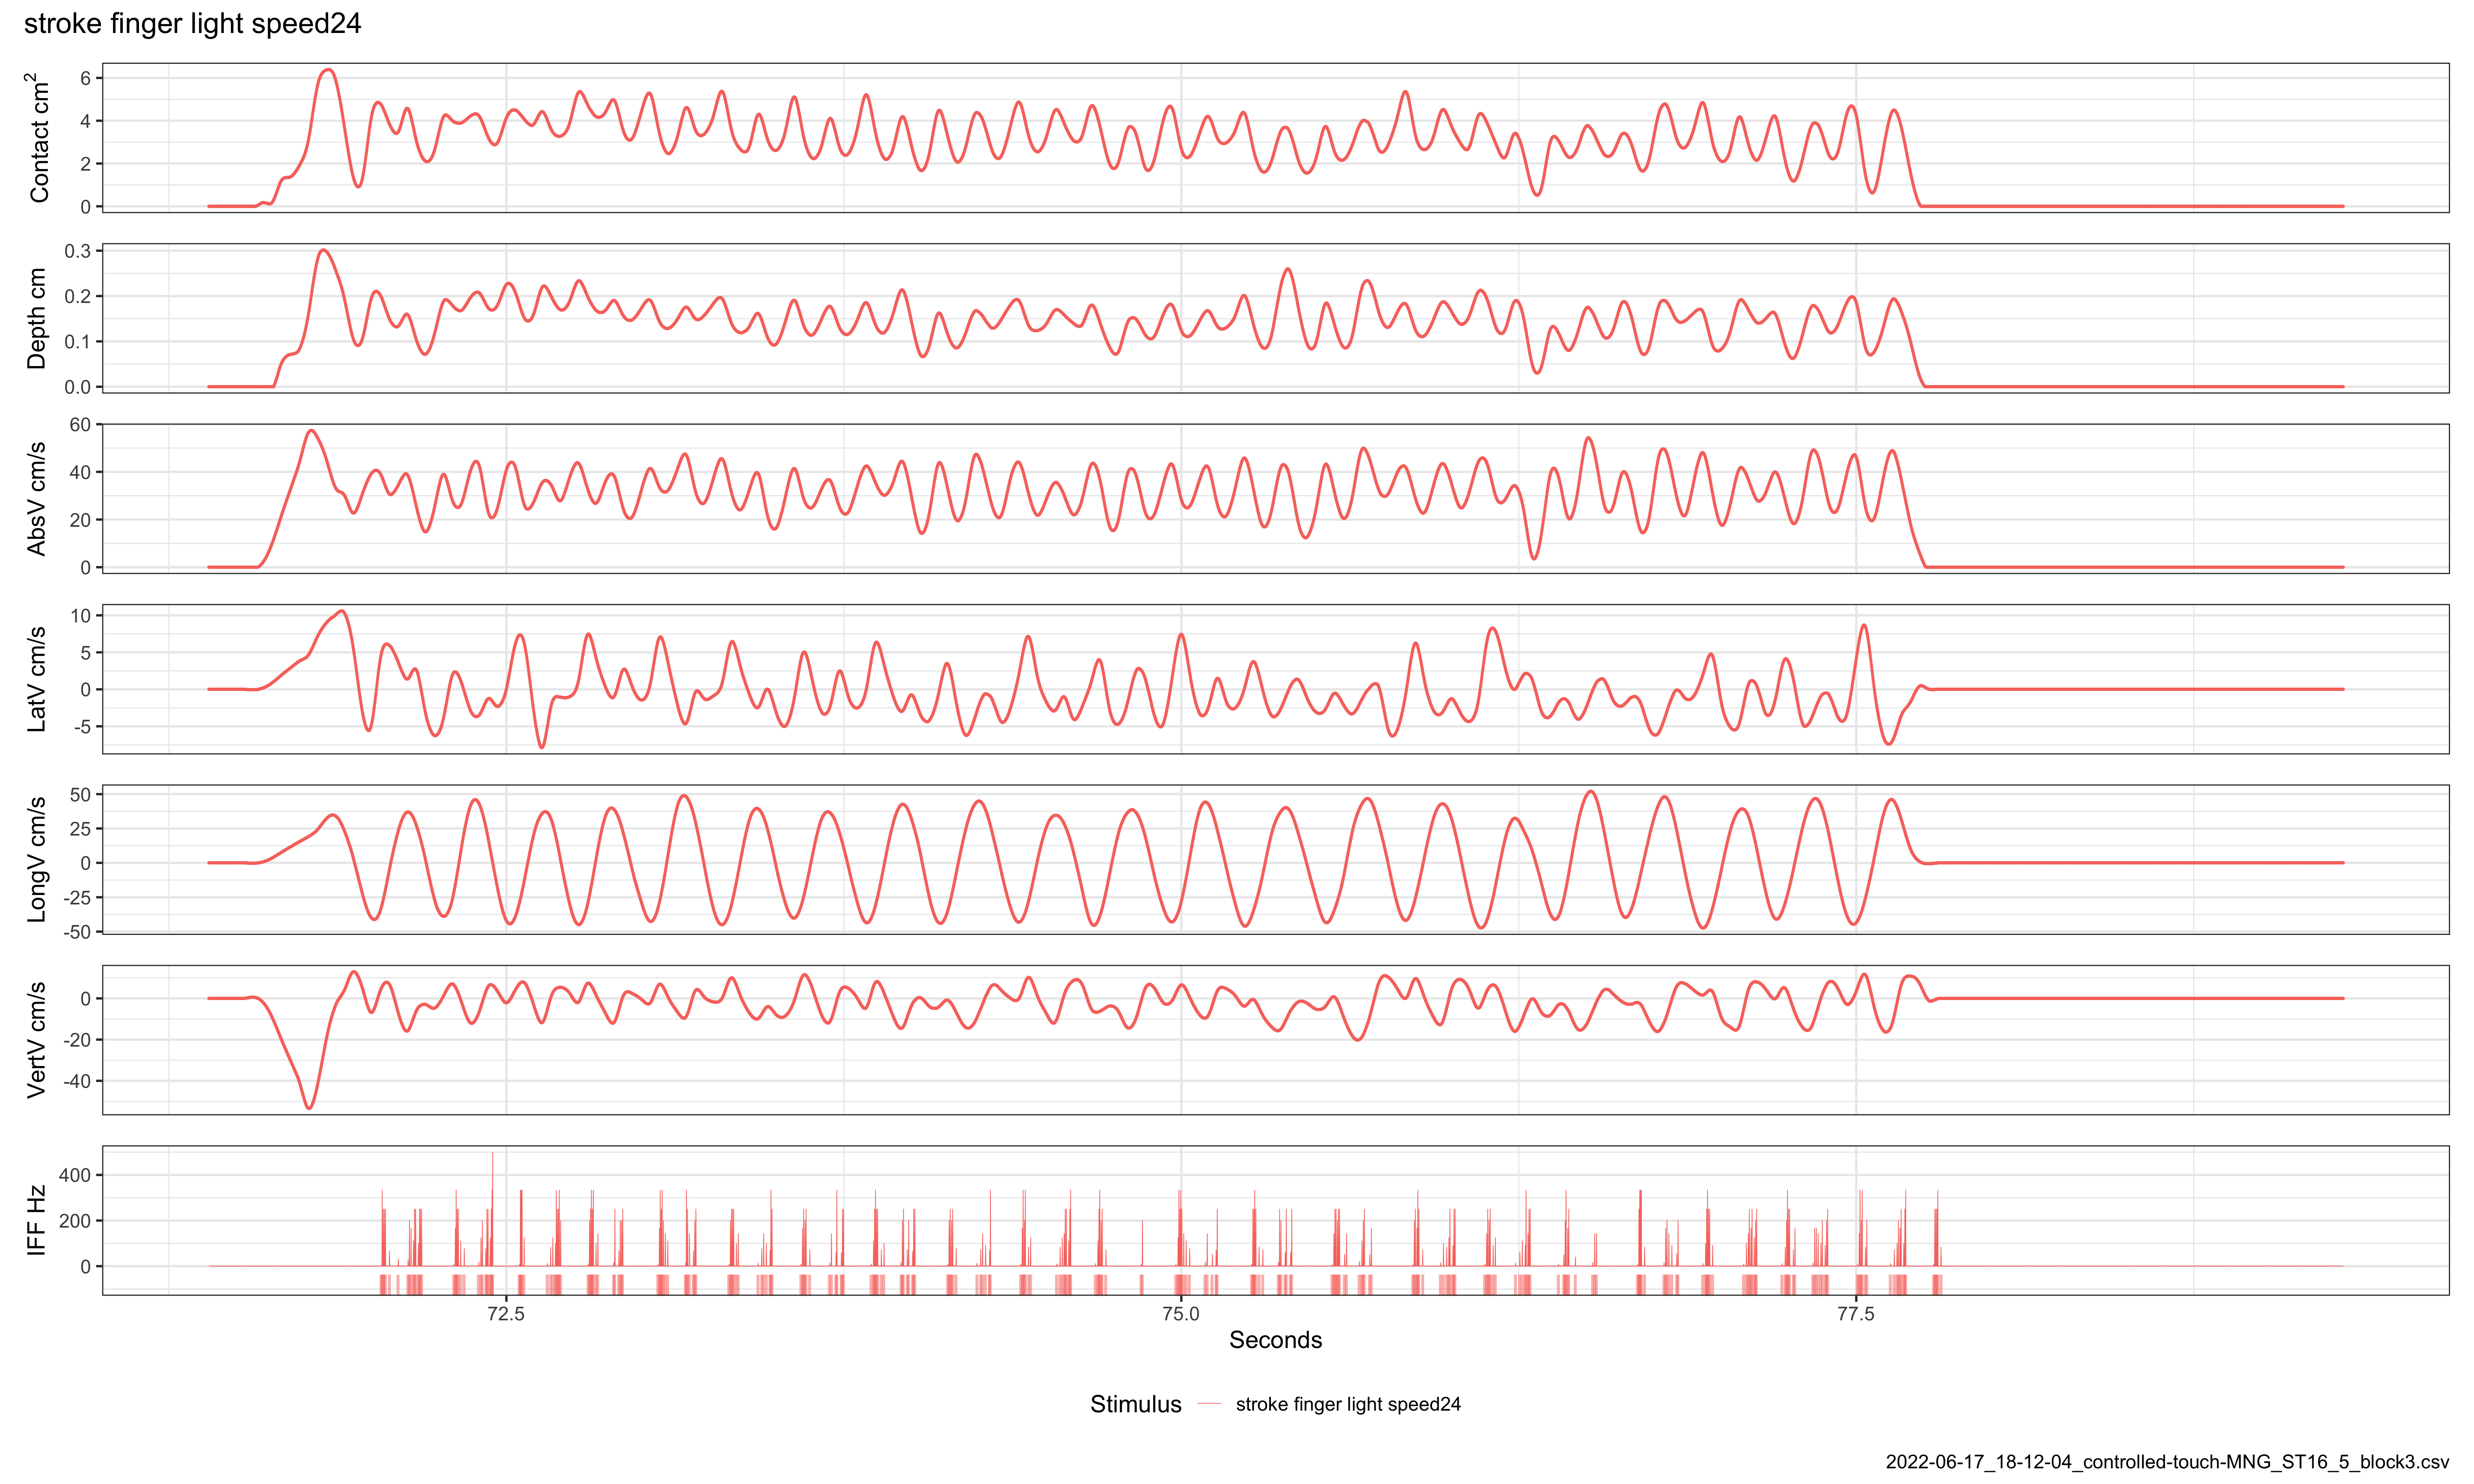 stroke finger light speed24
Contact cm²
6
4
2
0
Depth cm
0.3
0.2
0.1
0.0
AbsV cm/s
60
40
20
0
LatV cm/s
10
5
0
-5
LongV cm/s
50
25
0
-25
-50
VertV cm/s
0
-20
-40
IFF Hz
400
200
0
72.5 75.0 77.5
Seconds
Stimulus stroke finger light speed24
2022-06-17_18-12-04_controlled-touch-MNG_ST16_5_block3.csv